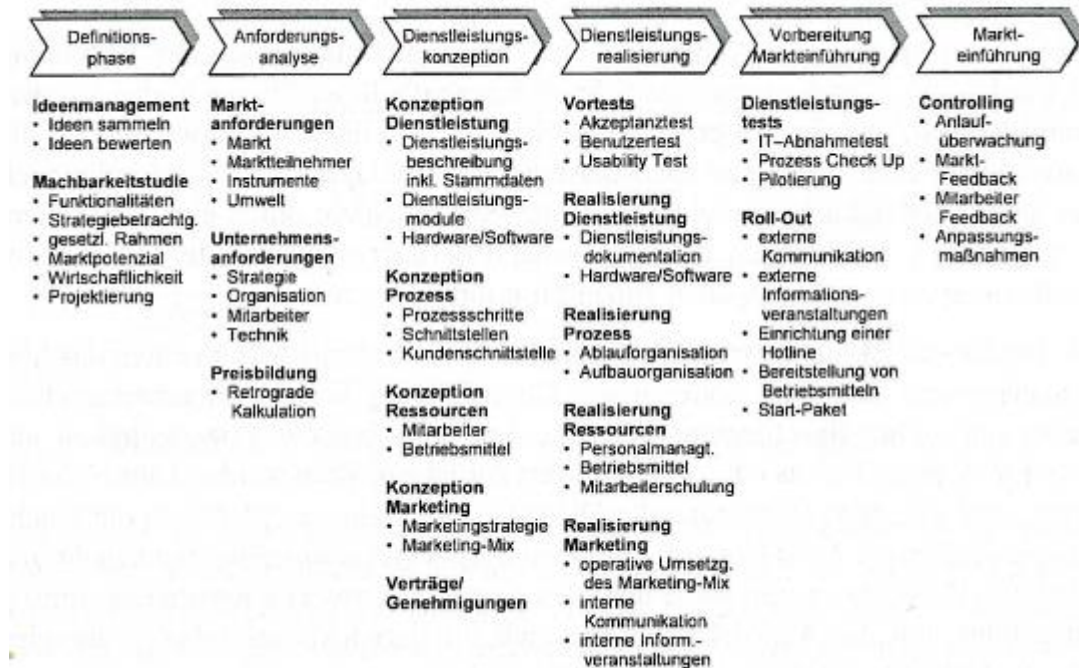 Definitions-
phase
Anforderungs-
analyse
Dienstleistungs-
konzeption
Dienstleistungs-
realisierung
Vorbereitung
Markteinführung
Markt-
einführung
Ideenmanagement
• Ideen sammeln
• Ideen bewerten
Machbarkeitstudie
• Funktionalitäten
• Strategiebetrachtg.
• gesetzl. Rahmen
• Marktpotenzial
• Wirtschaftlichkeit
• Projektierung
Markt-
anforderungen
• Markt
• Marktteilnehmer
• Instrumente
• Umwelt
Unternehmens-
anforderungen
• Strategie
• Organisation
• Mitarbeiter
• Technik
Preisbildung
• Retrograde
Kalkulation
Konzeption
Dienstleistung
• Dienstleistungs-
beschreibung
inkl. Stammdaten
• Dienstleistungs-
module
• Hardware/Software
Konzeption
Prozess
• Prozessschritte
• Schnittstellen
• Kundenschnittstelle
Konzeption
Ressourcen
• Mitarbeiter
• Betriebsmittel
Konzeption
Marketing
• Marketingstrategie
• Marketing-Mix
Verträge/
Genehmigungen
Vortests
• Akzeptanztest
• Benutzertest
• Usability Test
Realisierung
Dienstleistung
• Dienstleistungs-
dokumentation
• Hardware/Software
Realisierung
Prozess
• Ablauforganisation
• Aufbauorganisation
Realisierung
Ressourcen
• Personalmanagt.
• Betriebsmittel
• Mitarbeiterschulung
Realisierung
Marketing
• operative Umsetzg.
des Marketing-Mix
• interne
Kommunikation
• interne Inform.-
veranstaltungen
Dienstleistungs-
tests
• IT–Abnahmetest
• Prozess Check Up
• Pilotierung
Roll-Out
• externe
Kommunikation
• externe
Informations-
veranstaltungen
• Einrichtung einer
Hotline
• Bereitstellung von
Betriebsmitteln
• Start-Paket
Controlling
• Anlauf-
überwachung
• Markt-
Feedback
• Mitarbeiter
Feedback
• Anpassungs-
maßnahmen